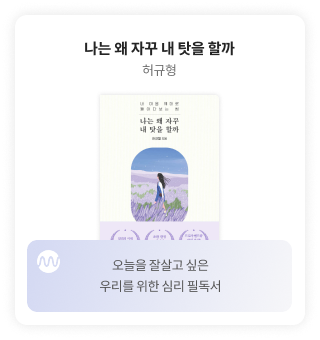 나는 왜 자꾸 내 탓을 할까
허규형
나는 왜 자꾸
내 탓을 할까
오늘을 잘살고 싶은
우리를 위한 심리 필독서